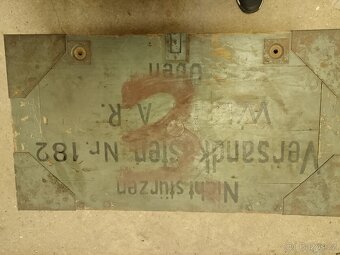 Nicht stürzen
Versandkasten Nr. 182
W. A.R.
Oben